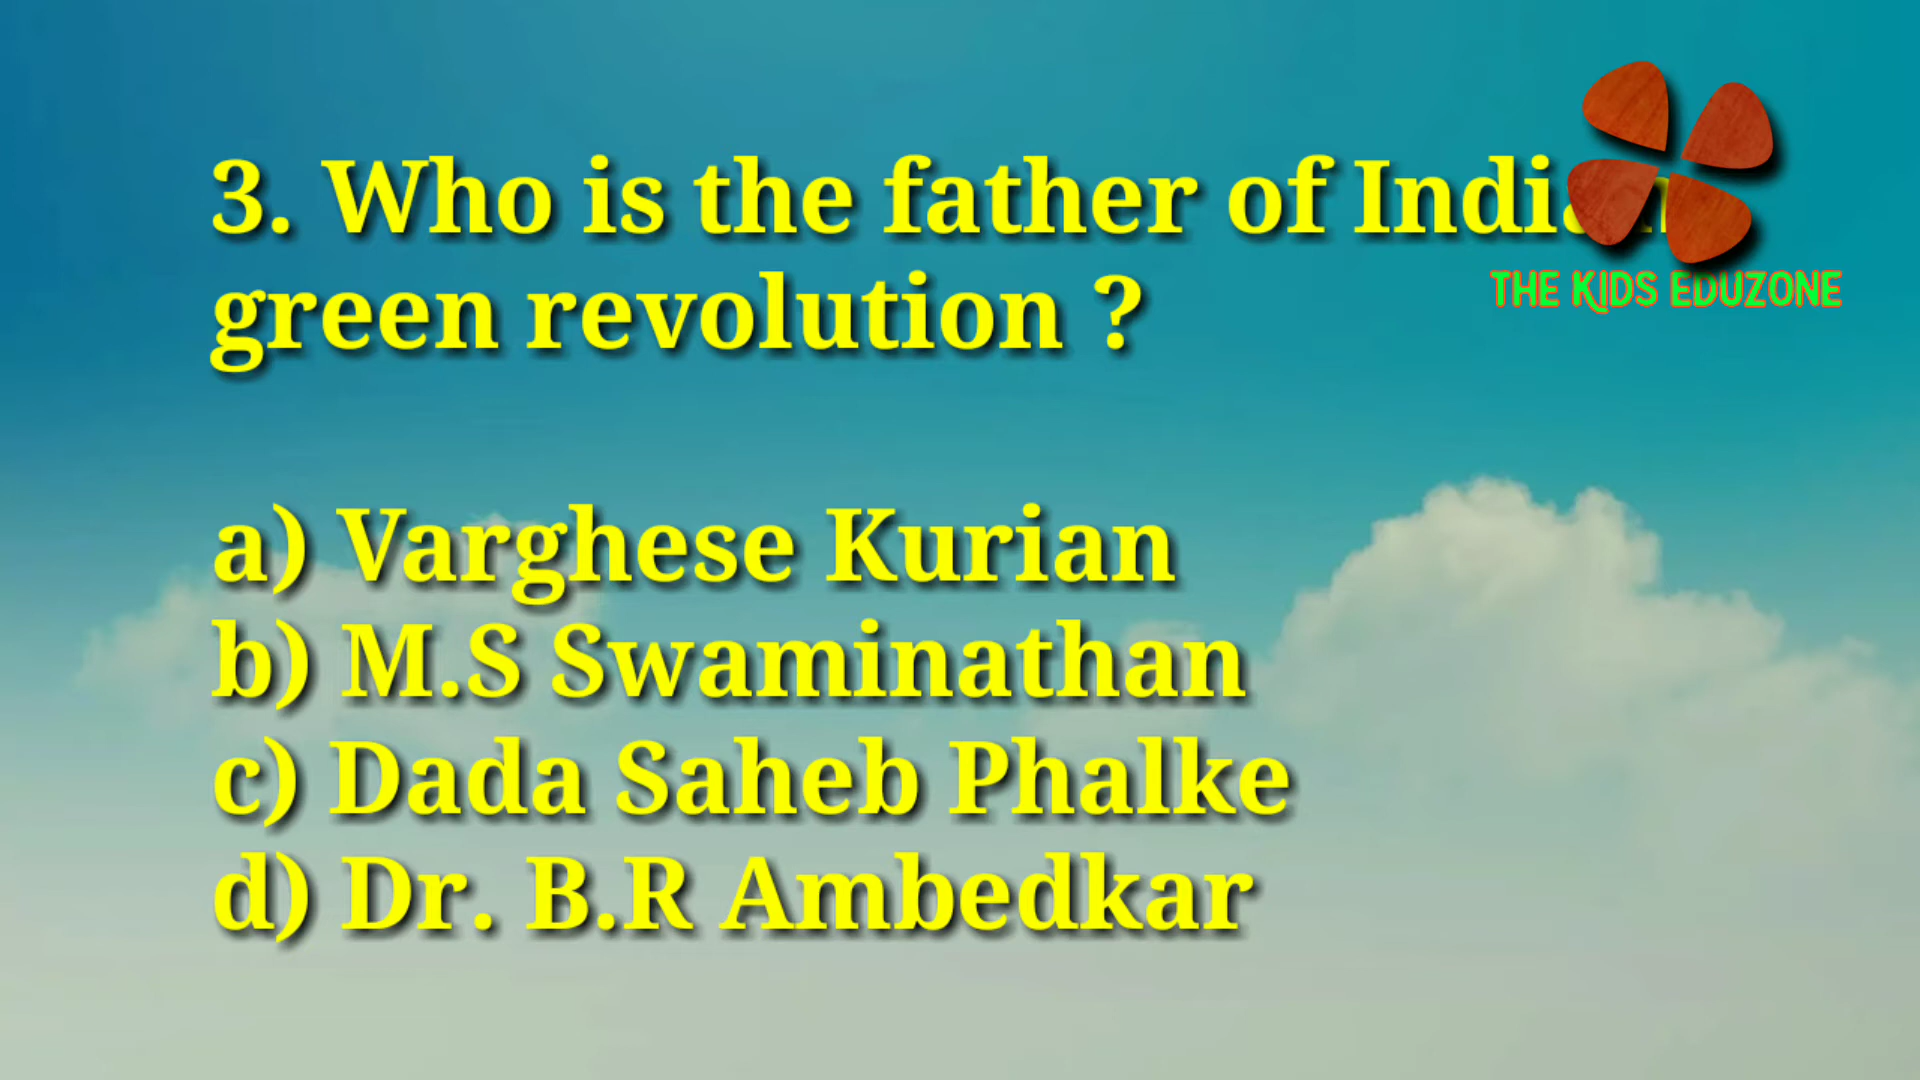 3. Who is the father of Indian
green revolution ?
THE KIDS EDUZONE
a) Varghese Kurian
b) M.S Swaminathan
c) Dada Saheb Phalke
d) Dr. B.R Ambedkar